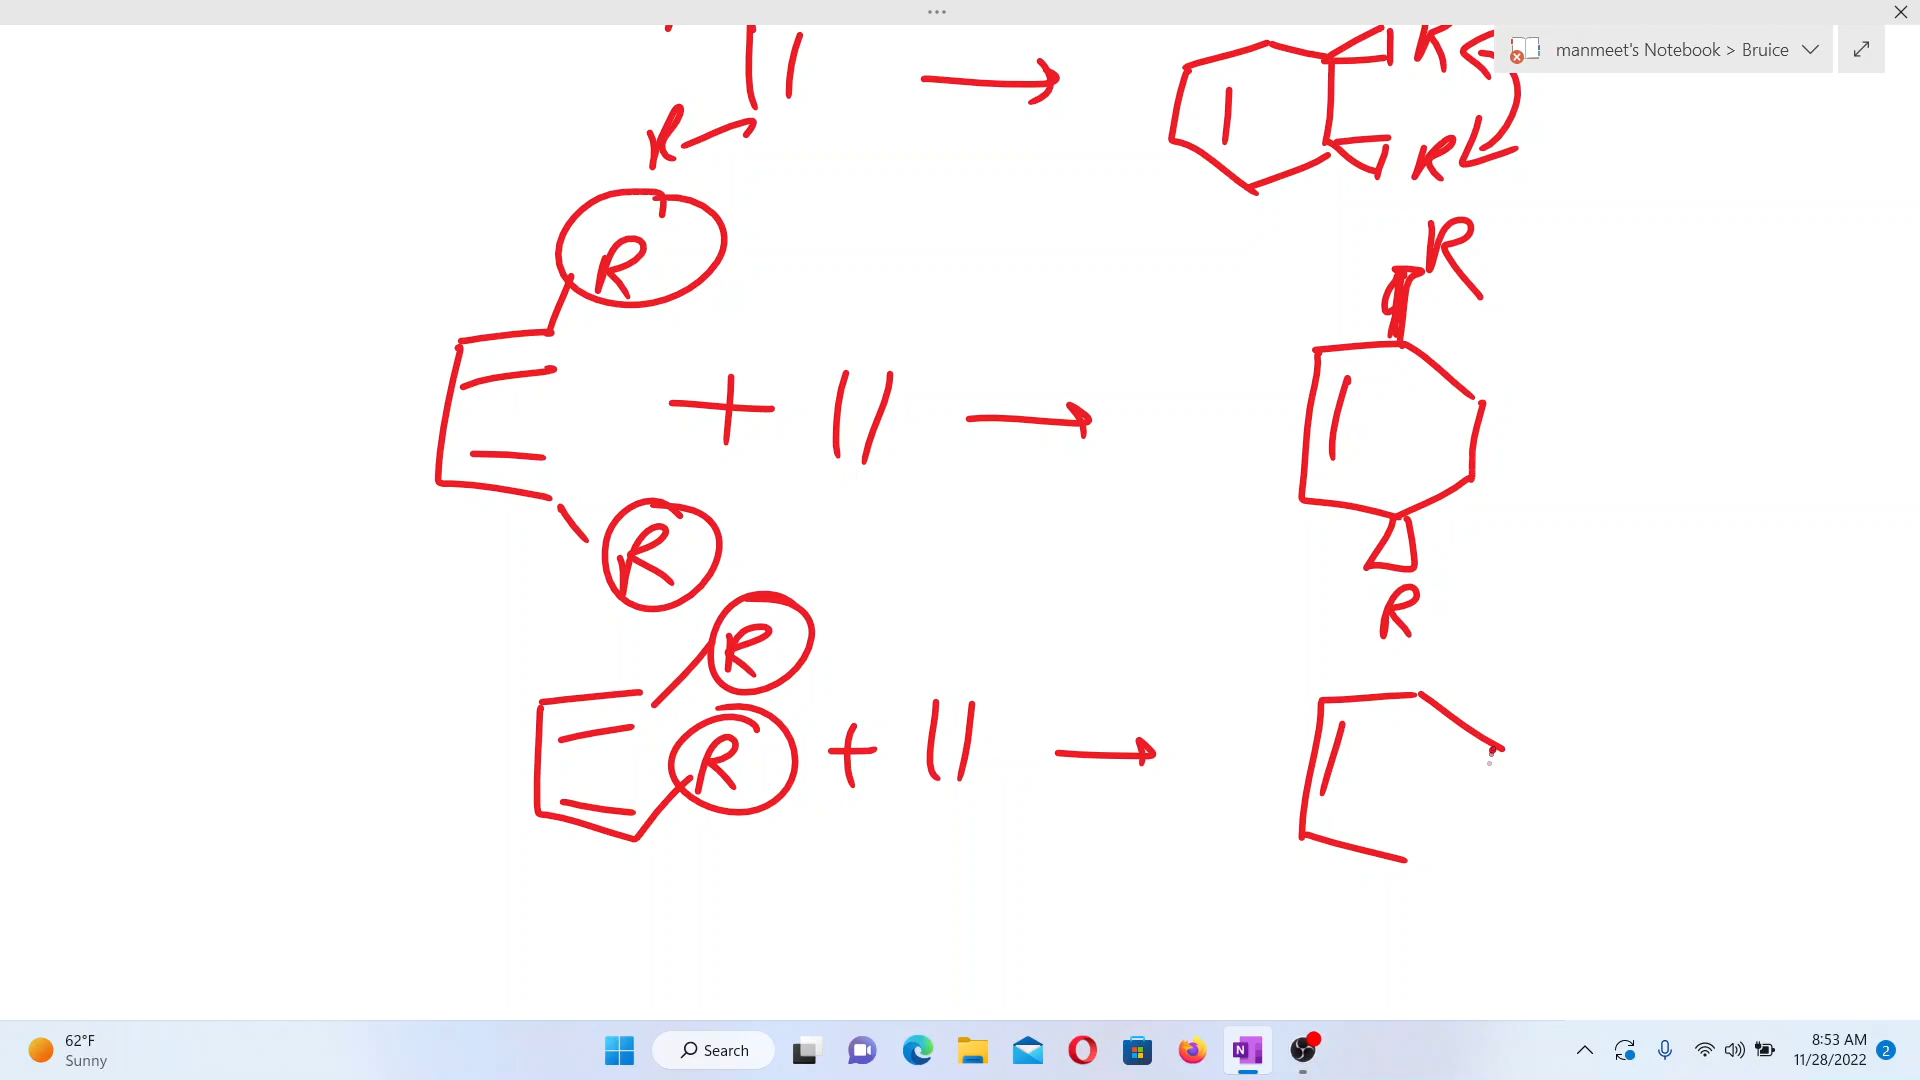 manmeet's Notebook > Bruice
R
R
R
R
R
R
R
R
R
+
R
+
62°F
Sunny
Search
8:53 AM
11/28/2022
2